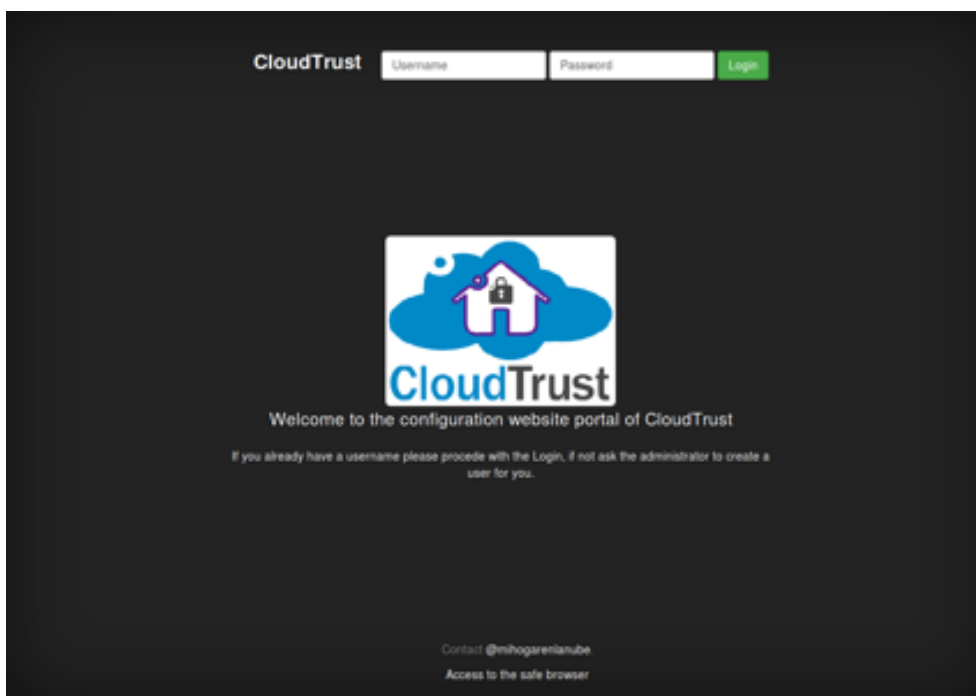 CloudTrust Username Password Login
CloudTrust
Welcome to the configuration website portal of CloudTrust
If you already have a username please procede with the Login, if not ask the administrator to create a
user for you.
Contact @mihogarenlanube
Access to the safe browser